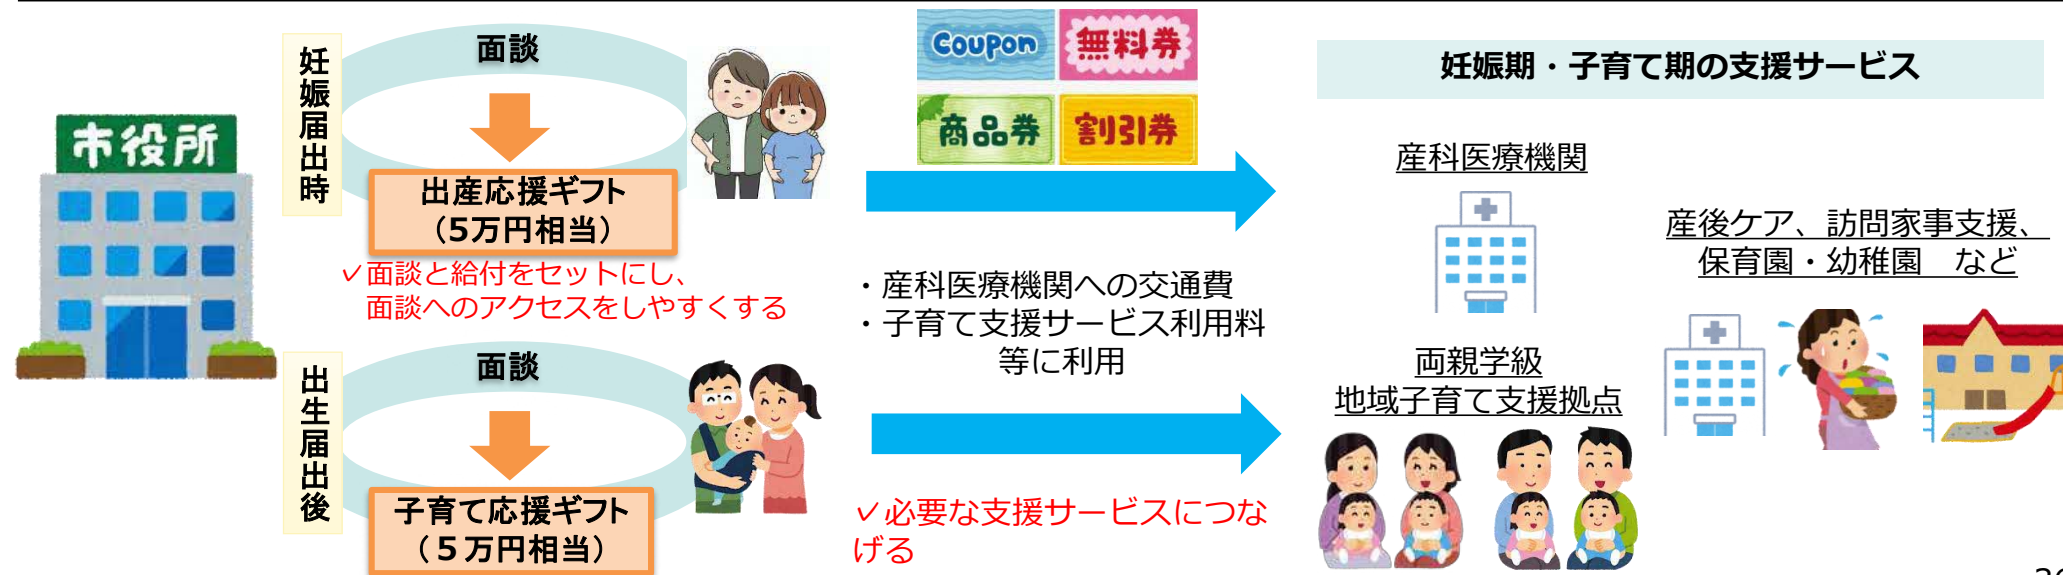 市役所
妊娠届出時
面談
出産応援ギフト
（5万円相当）
✓面談と給付をセットにし、
面談へのアクセスをしやすくする
出生届出後
面談
子育て応援ギフト
（５万円相当）
Coupon
無料券
商品券
割引券
・産科医療機関への交通費
・子育て支援サービス利用料
等に利用
✓必要な支援サービスにつな
げる
妊娠期・子育て期の支援サービス
産科医療機関
両親学級
地域子育て支援拠点
産後ケア、訪問家事支援、
保育園・幼稚園　など